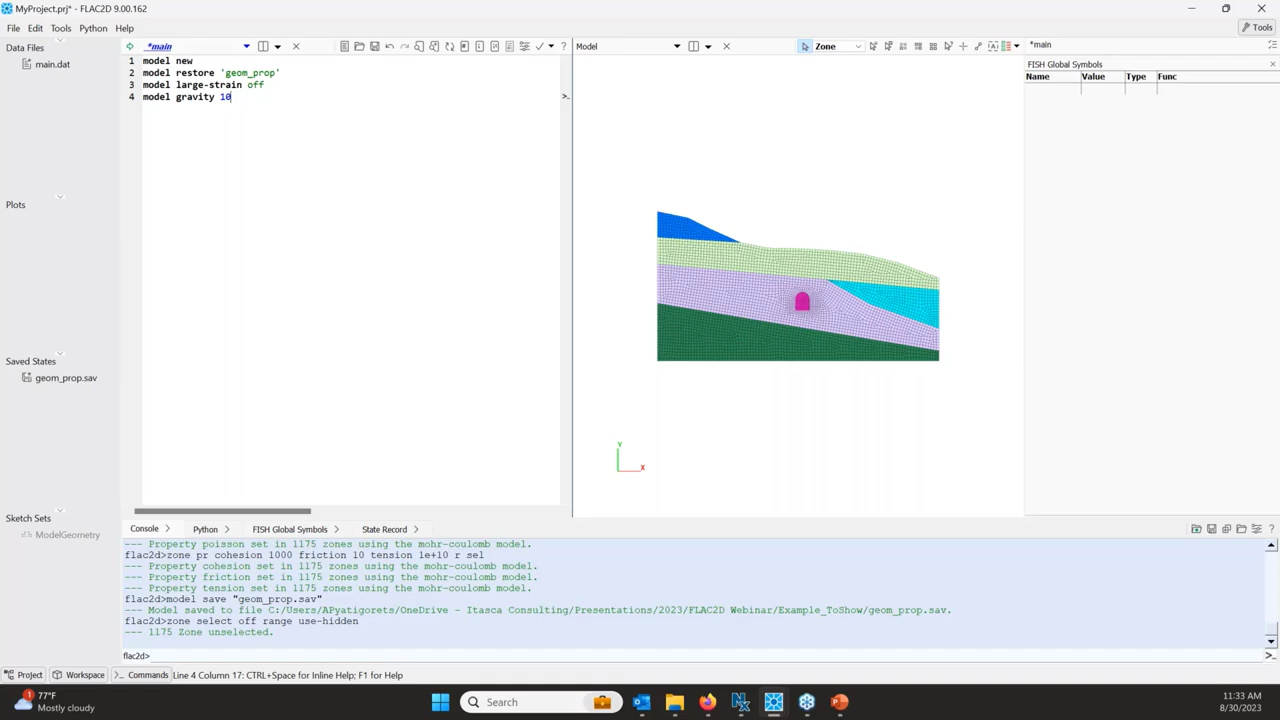 MyProject.prj* - FLAC2D 9.00.162
File Edit Tools Python Help
Tools
Data Files
main.dat
*main
Model
Zone
*main
FISH Global Symbols
Name Value Type Func
1 model new
2 model restore 'geom_prop'
3 model large-strain off
4 model gravity 10
Plots
Saved States
geom_prop.sav
Sketch Sets
ModelGeometry
Y
X
Console Python FISH Global Symbols State Record
--- Property poisson set in 1175 zones using the mohr-coulomb model.
flac2d>zone pr cohesion 1000 friction 10 tension 1e+10 r sel
--- Property cohesion set in 1175 zones using the mohr-coulomb model.
--- Property friction set in 1175 zones using the mohr-coulomb model.
--- Property tension set in 1175 zones using the mohr-coulomb model.
flac2d>model save "geom_prop.sav"
--- Model saved to file C:/Users/APyatigorets/OneDrive - Itasca Consulting/Presentations/2023/FLAC2D Webinar/Example_ToShow/geom_prop.sav.
flac2d>zone select off range use-hidden
--- 1175 Zone unselected.
flac2d>
Project Workspace Commands Line 4 Column 17: CTRL+Space for Inline Help; F1 for Help
1
77°F
Mostly cloudy
Search
11:33 AM
8/30/2023